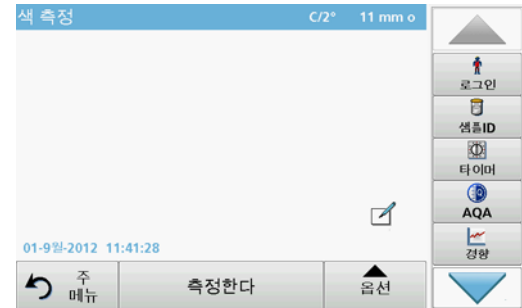 색 측정 C/2° 11 mm o
로그인
샘플ID
타이머
AQA
경향
01-9월-2012 11:41:28
주
메뉴
측정한다
옵션